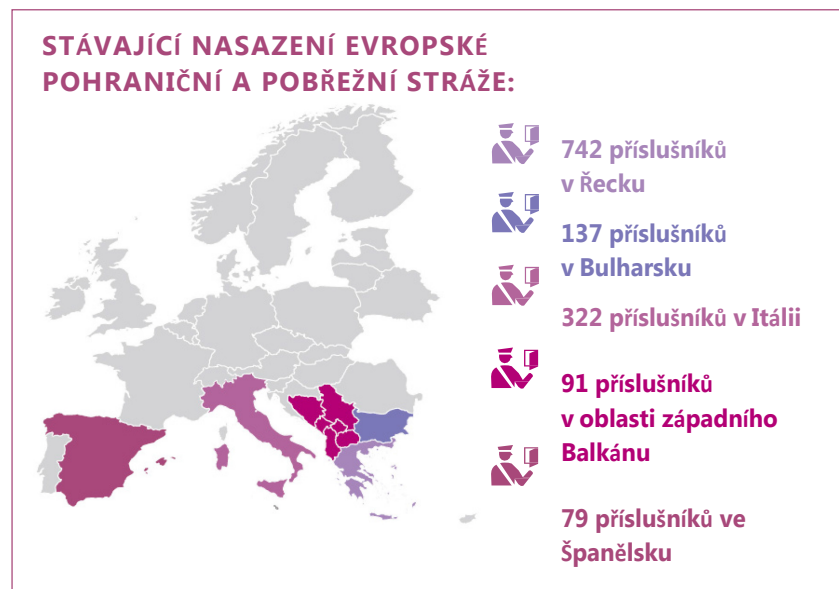 STÁVAJÍCÍ NASAZENÍ EVROPSKÉ
POHRANIČNÍ A POBŘEŽNÍ STRÁŽE:
742 příslušníků
v Řecku
137 příslušníků
v Bulharsku
322 příslušníků v Itálii
91 příslušníků
v oblasti západního
Balkánu
79 příslušníků ve
Španělsku